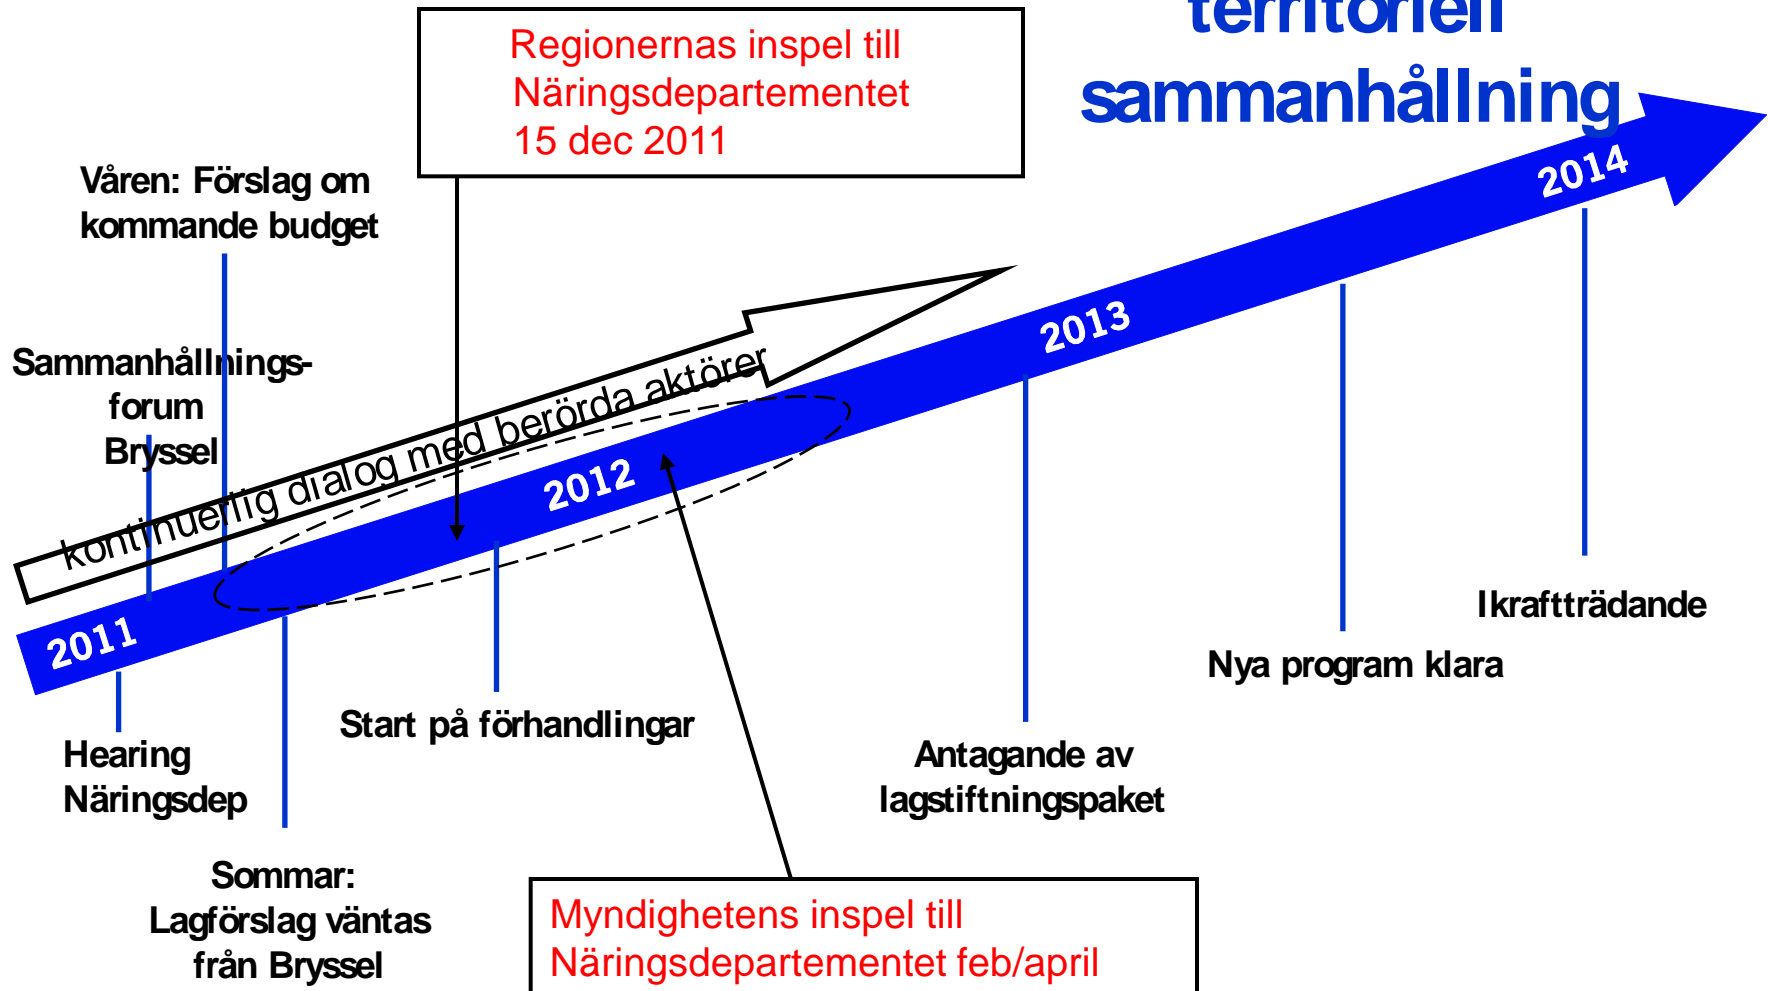 territoriell
sammanhållning
Regionernas inspel till
Näringsdepartementet
15 dec 2011
Våren: Förslag om
kommande budget
Sammanhållnings-
forum
Bryssel
kontinuerlig dialog med berörda aktörer
2011
2012
2013
2014
Hearing
Näringsdep
Sommar:
Lagförslag väntas
från Bryssel
Start på förhandlingar
Antagande av
lagstiftningspaket
Nya program klara
Ikraftträdande
Myndighetens inspel till
Näringsdepartementet feb/april